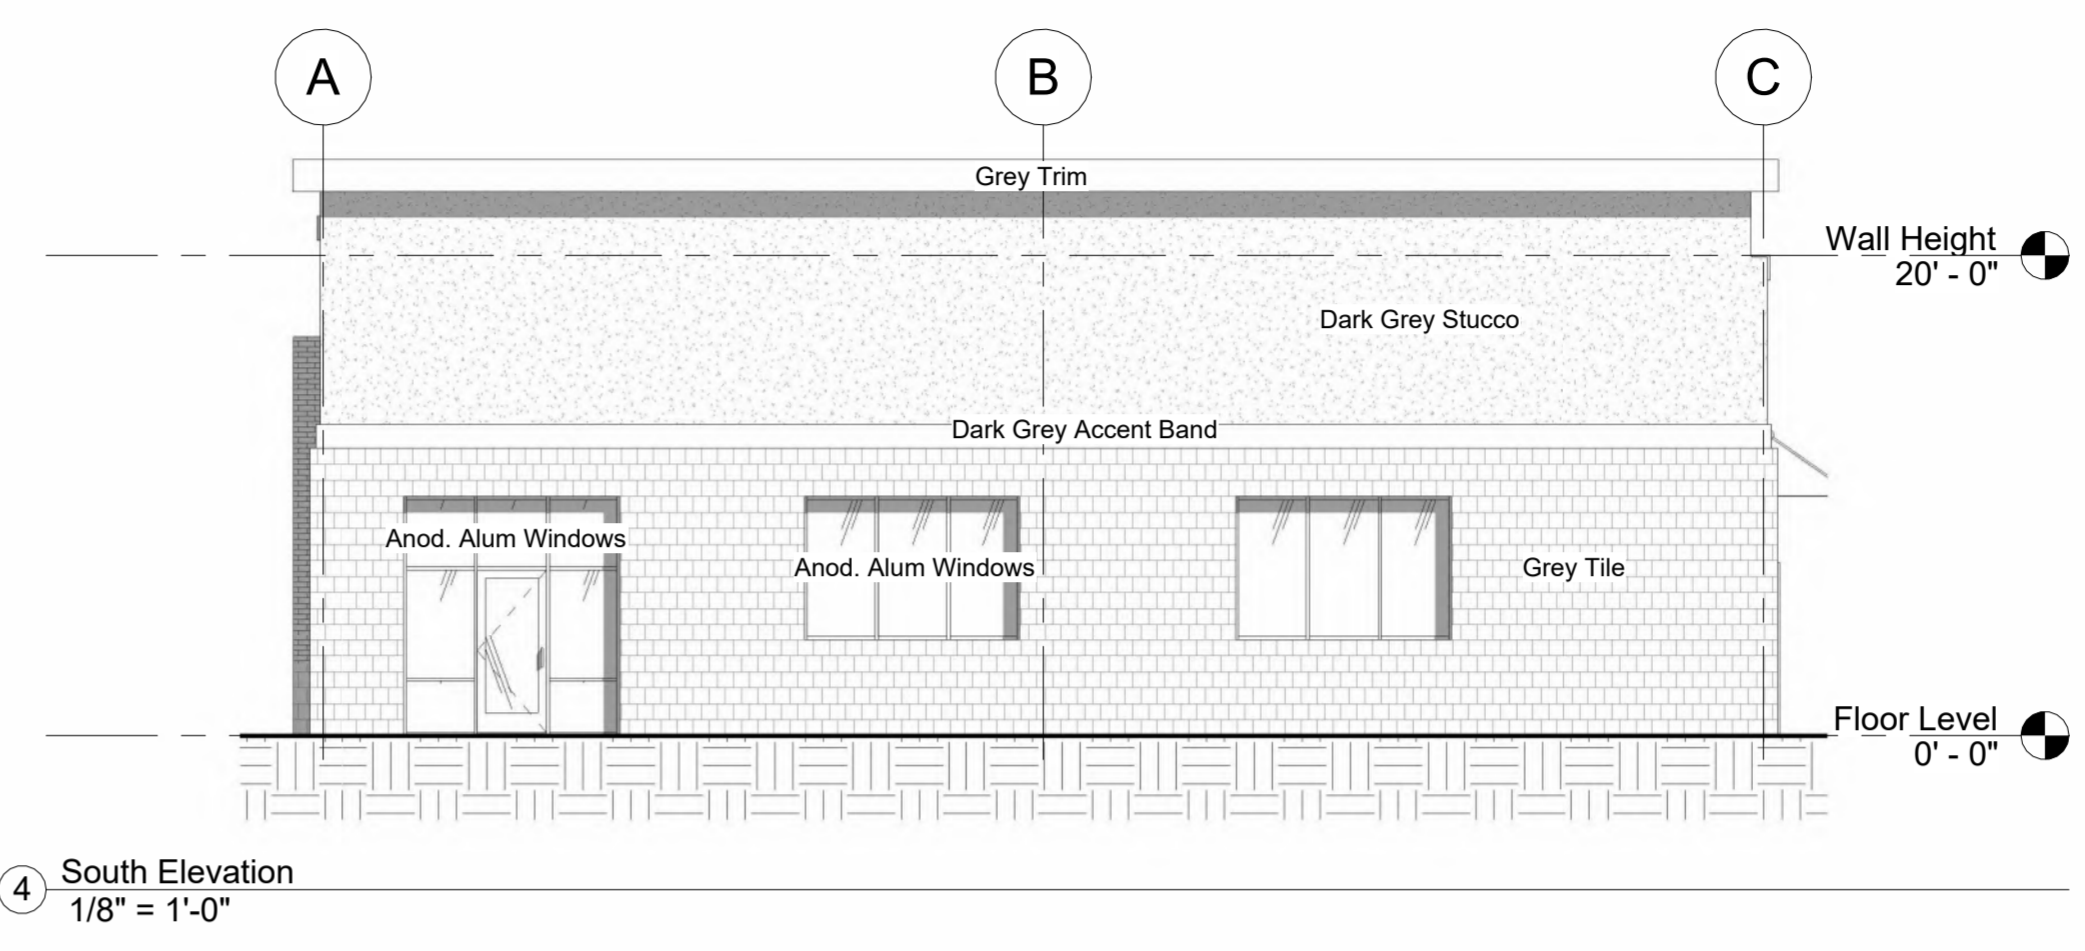 A
B
C
Grey Trim
Wall Height
20' - 0"
Dark Grey Stucco
Dark Grey Accent Band
Anod. Alum Windows
Anod. Alum Windows
Grey Tile
Floor Level
0' - 0"
4
South Elevation
1/8" = 1'-0"